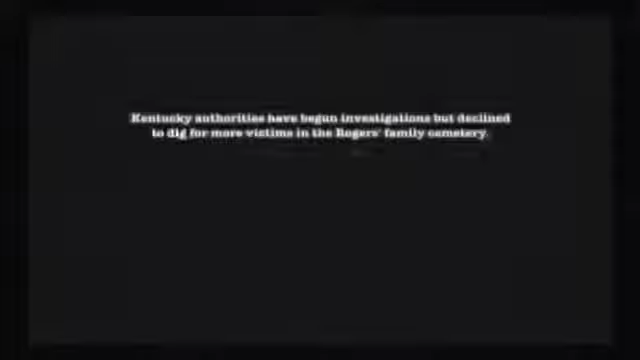 Kentucky authorities have begun investigations but declined
to dig for more victims in the Rogers' family cemetery.